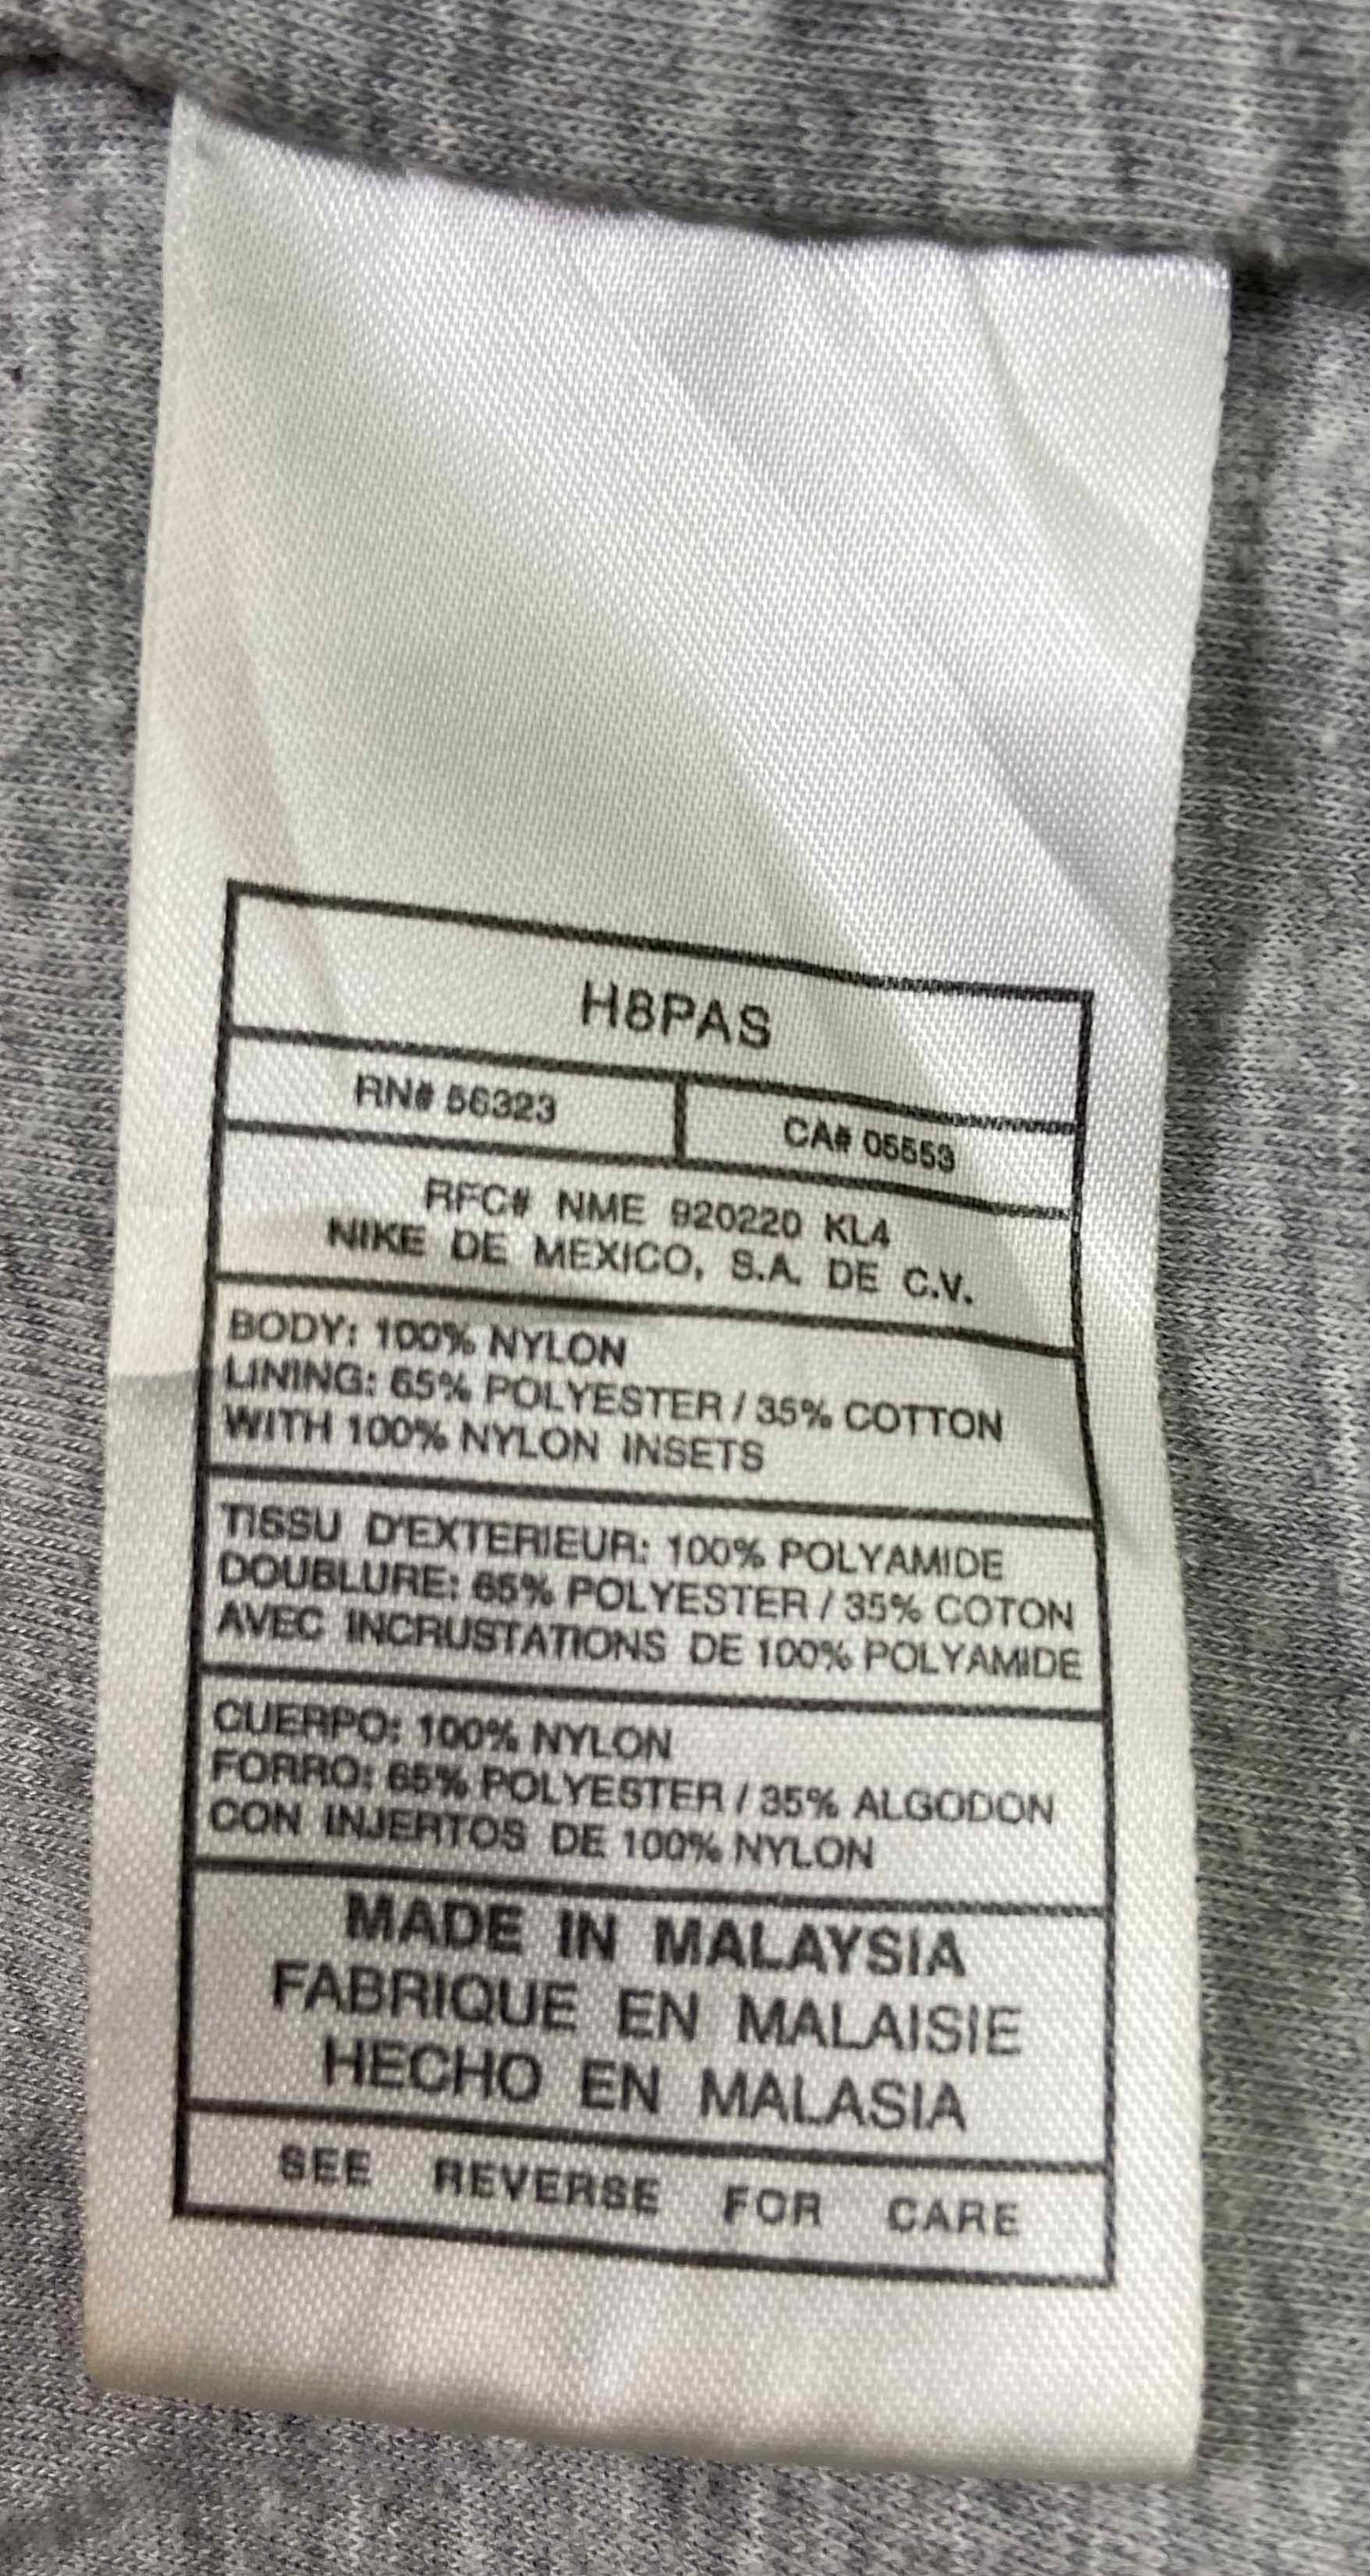 H8PAS
RN# 56323
CA# 05553
RFC# NME 920220 KL4
NIKE DE MEXICO, S.A. DE C.V.
BODY: 100% NYLON
LINING: 65% POLYESTER / 35% COTTON
WITH 100% NYLON INSETS
TISSU D'EXTERIEUR: 100% POLYAMIDE
DOUBLURE: 65% POLYESTER / 35% COTON
AVEC INCRUSTATIONS DE 100% POLYAMIDE
CUERPO: 100% NYLON
FORRO: 65% POLYESTER / 35% ALGODON
CON INJERTOS DE 100% NYLON
MADE IN MALAYSIA
FABRIQUE EN MALAISIE
HECHO EN MALASIA
SEE REVERSE FOR CARE